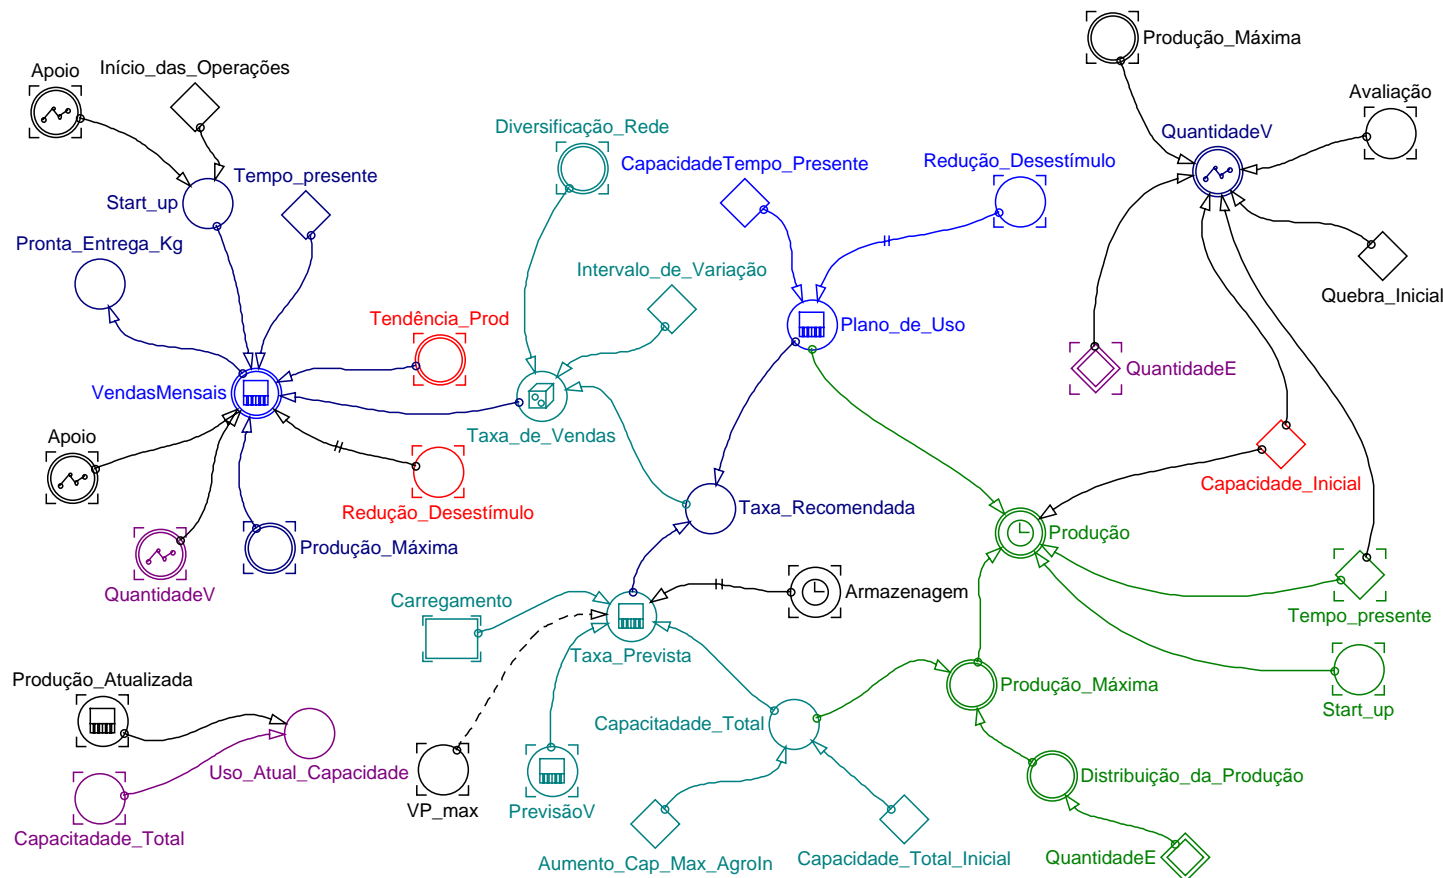 Produção_Máxima
Apoio
Início_das_Operações
Avaliação
Diversificação_Rede
QuantidadeV
CapacidadeTempo_Presente
Redução_Desestímulo
Tempo_presente
Start_up
Pronta_Entrega_Kg
Intervalo_de_Variação
Quebra_Inicial
Tendência_Prod
Plano_de_Uso
QuantidadeE
VendasMensais
Apoio
Taxa_de_Vendas
Redução_Desestímulo
Capacidade_Inicial
Taxa_Recomendada
Produção
Produção_Máxima
QuantidadeV
Carregamento
Armazenagem
Tempo_presente
Taxa_Prevista
Produção_Atualizada
Produção_Máxima
Start_up
Capacitadade_Total
Uso_Atual_Capacidade
Distribuição_da_Produção
VP_max
PrevisãoV
Capacitadade_Total
Aumento_Cap_Max_AgroIn
Capacidade_Total_Inicial
QuantidadeE